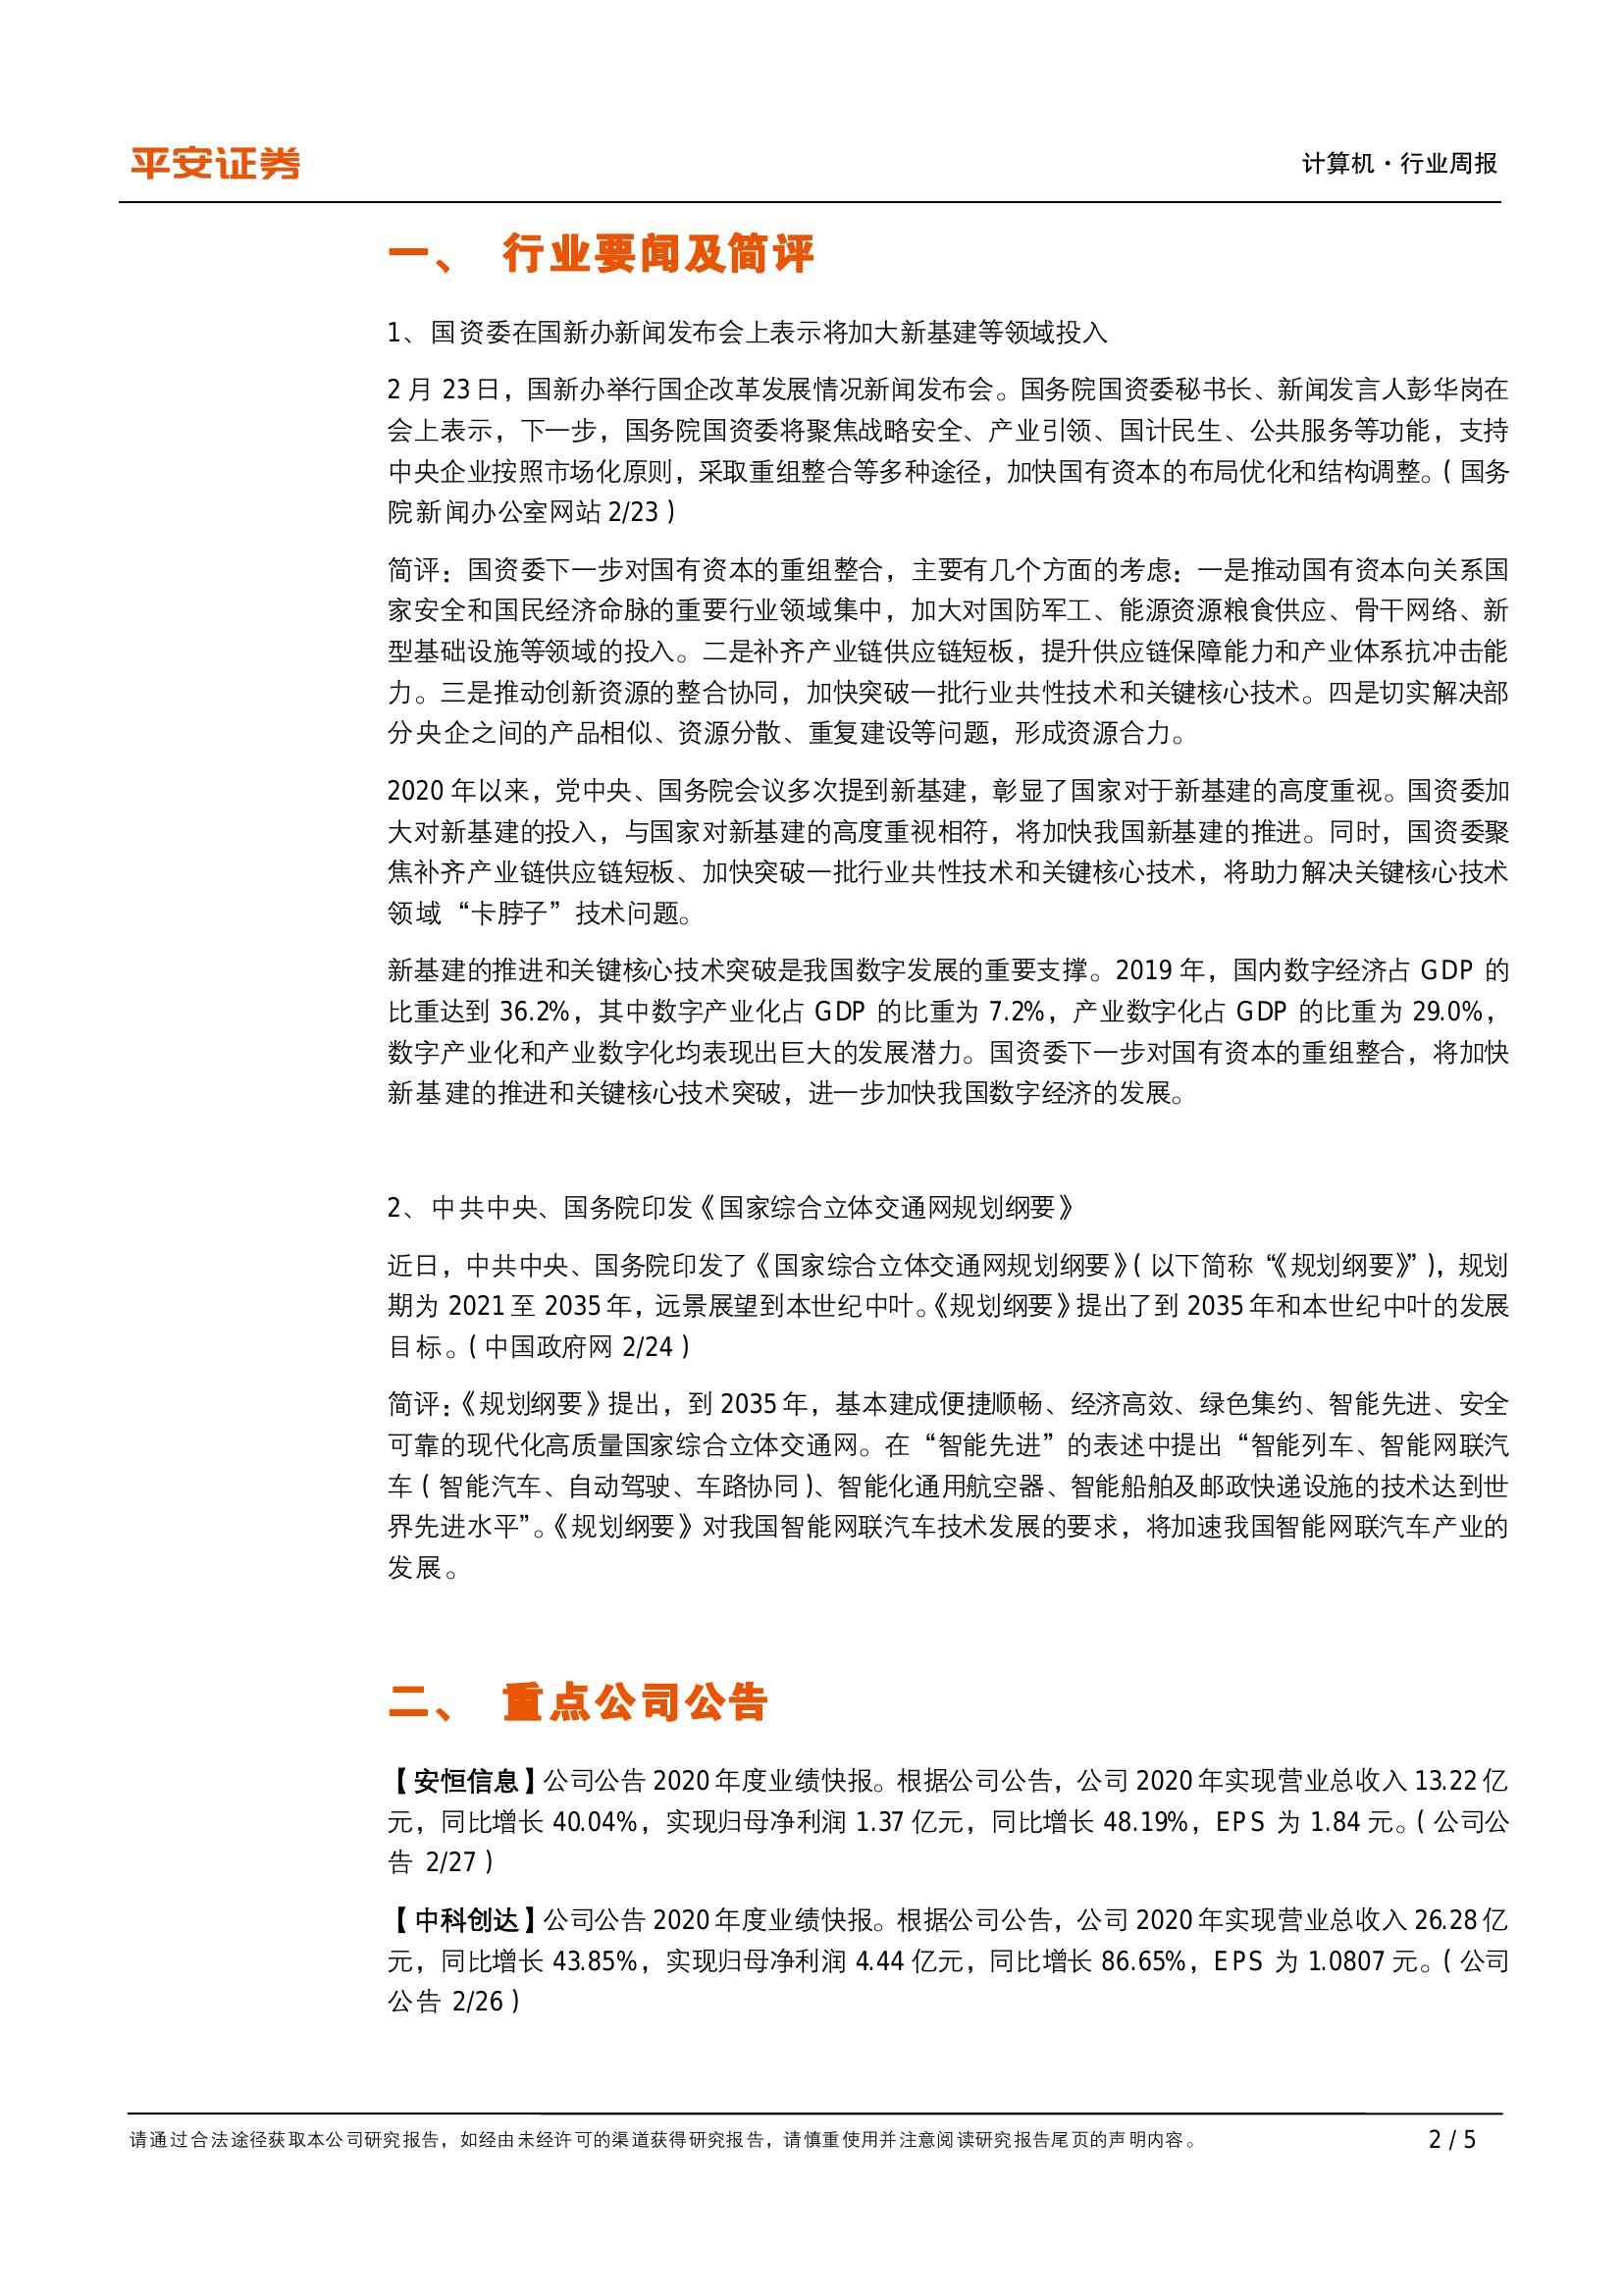 平安证券
计算机·行业周报
一、 行业要闻及简评
1、 国资委在国新办新闻发布会上表示将加大新基建等领域投入
2 月 23 日，国新办举行国企改革发展情况新闻发布会。国务院国资委秘书长、新闻发言人彭华岗在
会上表示，下一步，国务院国资委将聚焦战略安全、产业引领、国计民生、公共服务等功能，支持
中央企业按照市场化原则，采取重组整合等多种途径，加快国有资本的布局优化和结构调整。(国务
院新闻办公室网站 2/23)
简评：国资委下一步对国有资本的重组整合，主要有几个方面的考虑：一是推动国有资本向关系国
家安全和国民经济命脉的重要行业领域集中，加大对国防军工、能源资源粮食供应、骨干网络、新
型基础设施等领域的投入。二是补齐产业链供应链短板，提升供应链保障能力和产业体系抗冲击能
力。三是推动创新资源的整合协同，加快突破一批行业共性技术和关键核心技术。四是切实解决部
分央企之间的产品相似、资源分散、重复建设等问题，形成资源合力。
2020 年以来，党中央、国务院会议多次提到新基建，彰显了国家对于新基建的高度重视。国资委加
大对新基建的投入，与国家对新基建的高度重视相符，将加快我国新基建的推进。同时，国资委聚
焦补齐产业链供应链短板、加快突破一批行业共性技术和关键核心技术，将助力解决关键核心技术
领域“卡脖子”技术问题。
新基建的推进和关键核心技术突破是我国数字发展的重要支撑。2019 年，国内数字经济占 GDP 的
比重达到 36.2%，其中数字产业化占 GDP 的比重为 7.2%，产业数字化占 GDP 的比重为 29.0%，
数字产业化和产业数字化均表现出巨大的发展潜力。国资委下一步对国有资本的重组整合，将加快
新基建的推进和关键核心技术突破，进一步加快我国数字经济的发展。
2、 中共中央、国务院印发《国家综合立体交通网规划纲要》
近日，中共中央、国务院印发了《国家综合立体交通网规划纲要》(以下简称“《规划纲要》”)，规划
期为 2021 至 2035 年，远景展望到本世纪中叶。《规划纲要》提出了到 2035 年和本世纪中叶的发展
目标。(中国政府网 2/24)
简评：《规划纲要》提出，到 2035 年，基本建成便捷顺畅、经济高效、绿色集约、智能先进、安全
可靠的现代化高质量国家综合立体交通网。在“智能先进”的表述中提出“智能列车、智能网联汽
车(智能汽车、自动驾驶、车路协同)、智能化通用航空器、智能船舶及邮政快递设施的技术达到世
界先进水平”。《规划纲要》对我国智能网联汽车技术发展的要求，将加速我国智能网联汽车产业的
发展。
二、 重点公司公告
【安恒信息】公司公告 2020 年度业绩快报。根据公司公告，公司 2020 年实现营业总收入 13.22 亿
元，同比增长 40.04%，实现归母净利润 1.37 亿元，同比增长 48.19%，EPS 为 1.84 元。(公司公
告 2/27)
【中科创达】公司公告 2020 年度业绩快报。根据公司公告，公司 2020 年实现营业总收入 26.28 亿
元，同比增长 43.85%，实现归母净利润 4.44 亿元，同比增长 86.65%，EPS 为 1.0807 元。(公司
公告 2/26)
请通过合法途径获取本公司研究报告，如经由未经许可的渠道获得研究报告，请慎重使用并注意阅读研究报告尾页的声明内容。
2 / 5